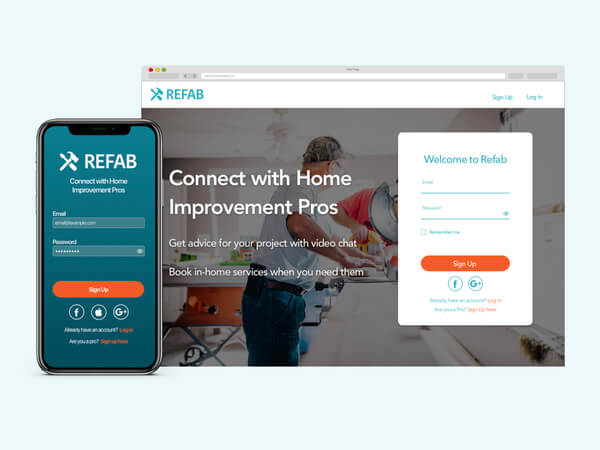 REFAB
Sign Up
Log In
Connect with Home
Improvement Pros
Get advice for your project with video chat
Book in-home services when you need them
Welcome to Refab
Email
Password
Remember me
Sign Up
Already have an account? Log in
Are you a Pro? Sign Up here
REFAB
Connect with Home
Improvement Pros
Email
email@example.com
Password
Sign Up
Already have an account? Log in
Are you a pro? Sign up here